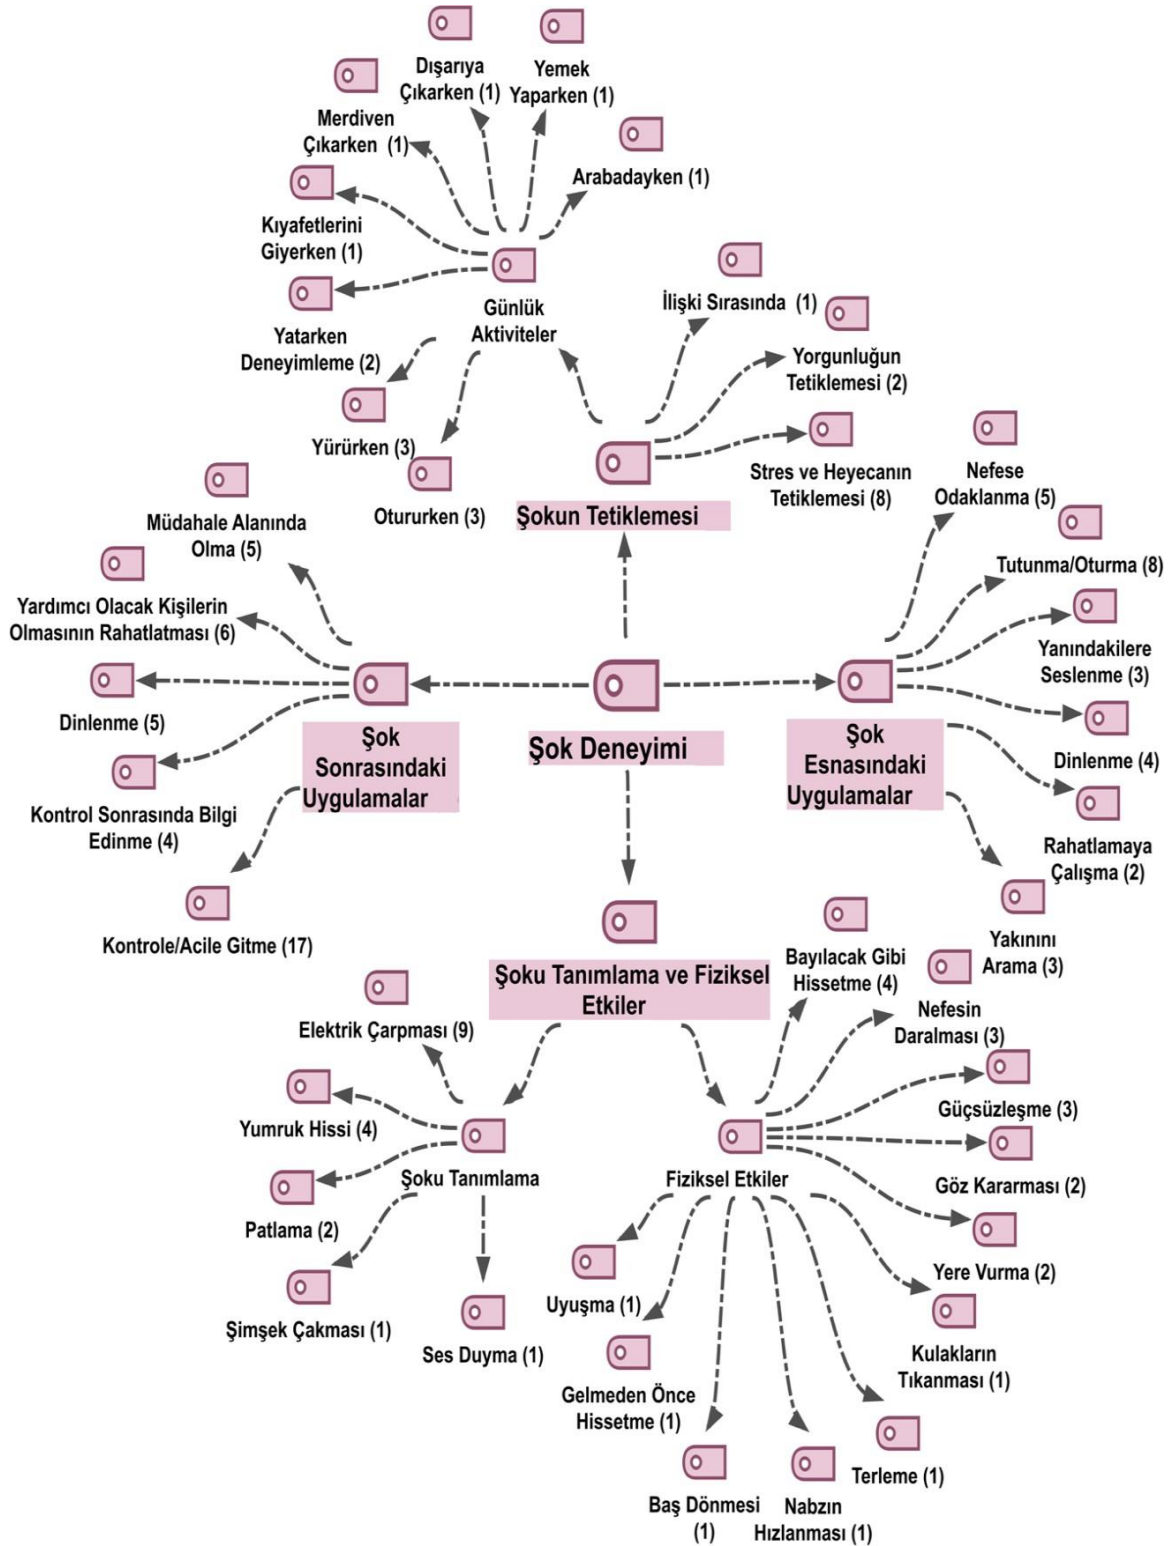 Dışarıya
Çıkarken (1)
Yemek
Yaparken (1)
Merdiven
Çıkarken (1)
Arabadayken (1)
Kıyafetlerini
Giyerken (1)
Günlük
Aktiviteler
Yatarken
Deneyimleme (2)
Yürürken (3)
Otururken (3)
İlişki Sırasında (1)
Yorgunluğun
Tetiklemesi (2)
Stres ve Heyecanın
Tetiklemesi (8)
Şokun Tetiklemesi
Müdahale Alanında
Olma (5)
Yardımcı Olacak Kişilerin
Olmasının Rahatlatması (6)
Dinlenme (5)
Kontrol Sonrasında Bilgi
Edinme (4)
Kontrole/Acile Gitme (17)
Şok
Sonrasındaki
Uygulamalar
Şok Deneyimi
Şok
Esnasındaki
Uygulamalar
Nefese
Odaklanma (5)
Tutunma/Oturma (8)
Yanındakilere
Seslenme (3)
Dinlenme (4)
Rahatlamaya
Çalışma (2)
Yakınını
Arama (3)
Şoku Tanımlama ve Fiziksel
Etkiler
Elektrik Çarpması (9)
Yumruk Hissi (4)
Şoku Tanımlama
Patlama (2)
Şimşek Çakması (1)
Ses Duyma (1)
Bayılacak Gibi
Hissetme (4)
Nefesin
Daralması (3)
Güçsüzleşme (3)
Fiziksel Etkiler
Göz Kararması (2)
Yere Vurma (2)
Kulakların
Tıkanması (1)
Terleme (1)
Nabzın
Hızlanması (1)
Baş Dönmesi
(1)
Gelmeden Önce
Hissetme (1)
Uyuşma (1)